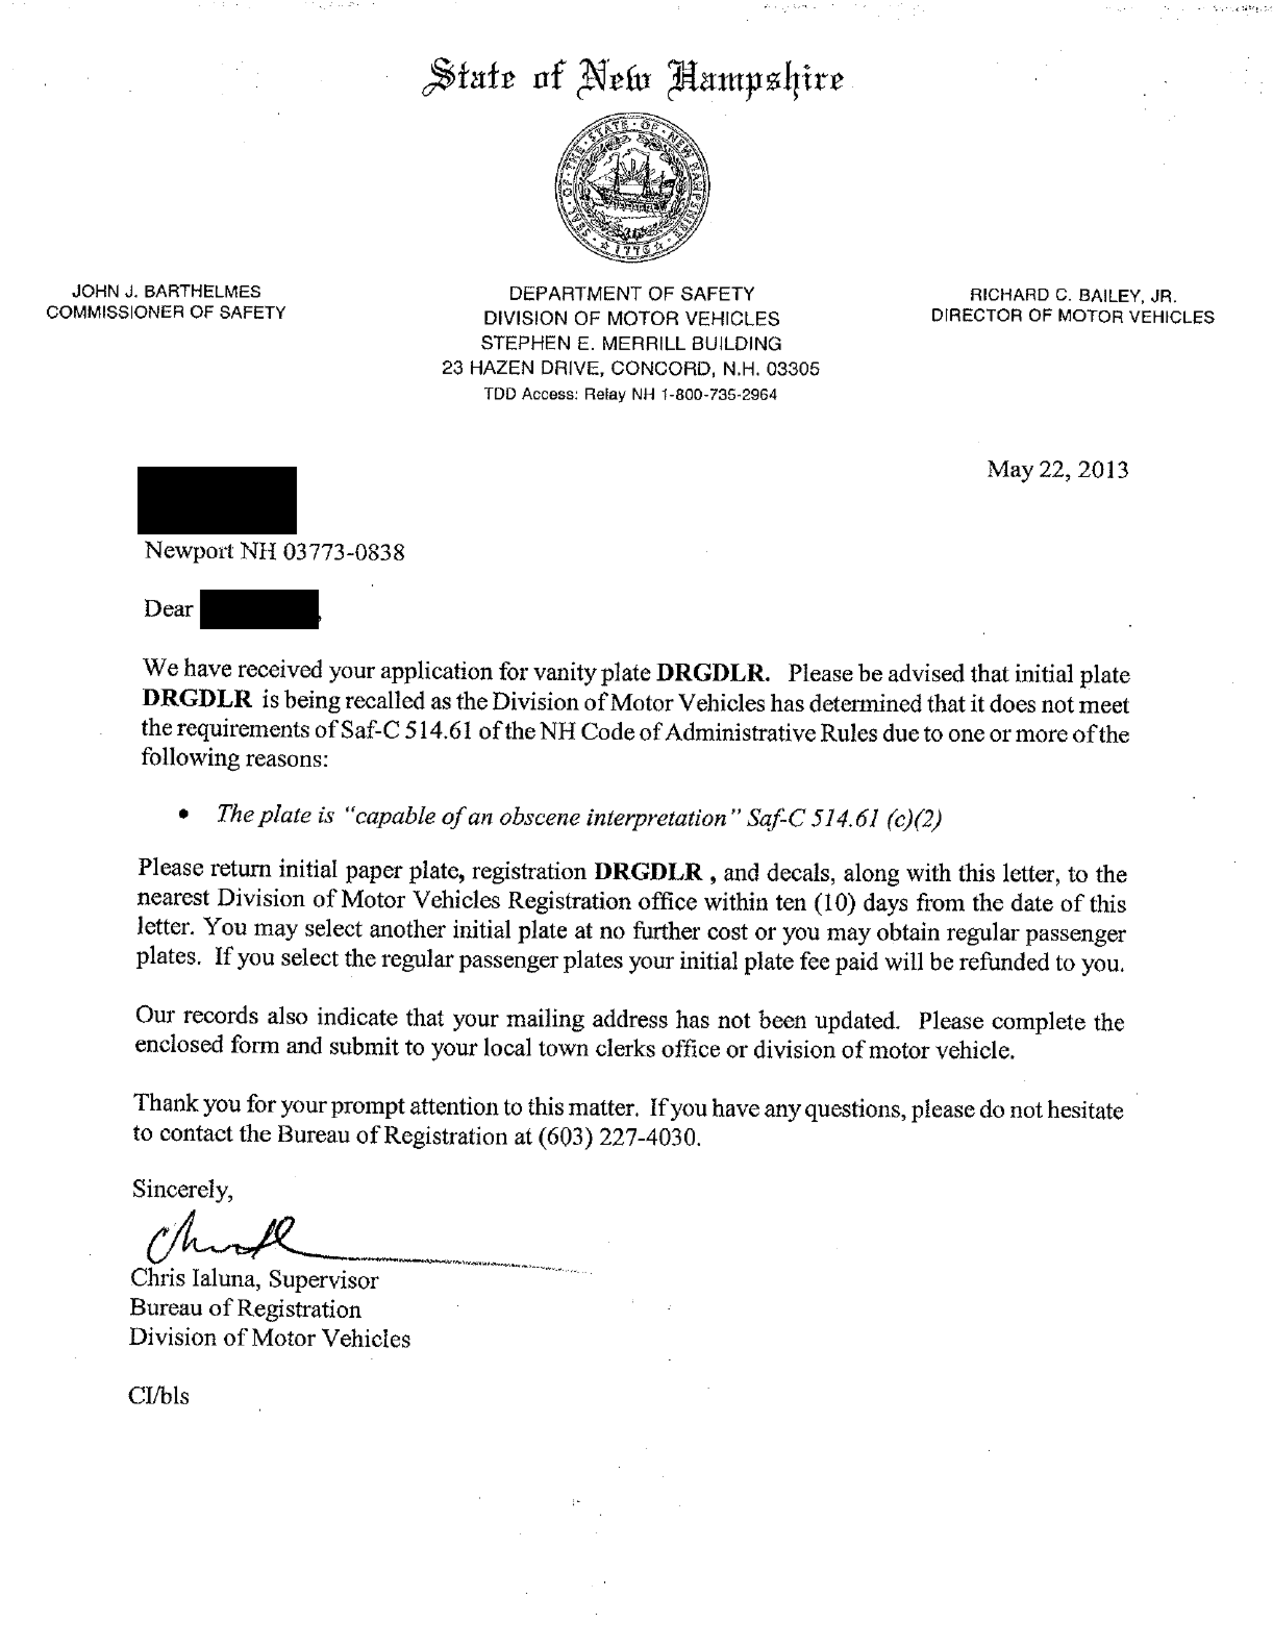 State of New Hampshire
SEAL · OF · THE · STATE · OF · NEW HAMPSHIRE
1776
JOHN J. BARTHELMES
COMMISSIONER OF SAFETY
DEPARTMENT OF SAFETY
DIVISION OF MOTOR VEHICLES
STEPHEN E. MERRILL BUILDING
23 HAZEN DRIVE, CONCORD, N.H. 03305
TDD Access: Relay NH 1-800-735-2964
RICHARD C. BAILEY, JR.
DIRECTOR OF MOTOR VEHICLES
May 22, 2013
Newport NH 03773-0838
Dear ,
We have received your application for vanity plate DRGDLR. Please be advised that initial plate
DRGDLR is being recalled as the Division of Motor Vehicles has determined that it does not meet
the requirements of Saf-C 514.61 of the NH Code of Administrative Rules due to one or more of the
following reasons:
• The plate is "capable of an obscene interpretation" Saf-C 514.61 (c)(2)
Please return initial paper plate, registration DRGDLR , and decals, along with this letter, to the
nearest Division of Motor Vehicles Registration office within ten (10) days from the date of this
letter. You may select another initial plate at no further cost or you may obtain regular passenger
plates. If you select the regular passenger plates your initial plate fee paid will be refunded to you.
Our records also indicate that your mailing address has not been updated. Please complete the
enclosed form and submit to your local town clerks office or division of motor vehicle.
Thank you for your prompt attention to this matter. If you have any questions, please do not hesitate
to contact the Bureau of Registration at (603) 227-4030.
Sincerely,
Chris Ialuna, Supervisor
Bureau of Registration
Division of Motor Vehicles
CI/bls